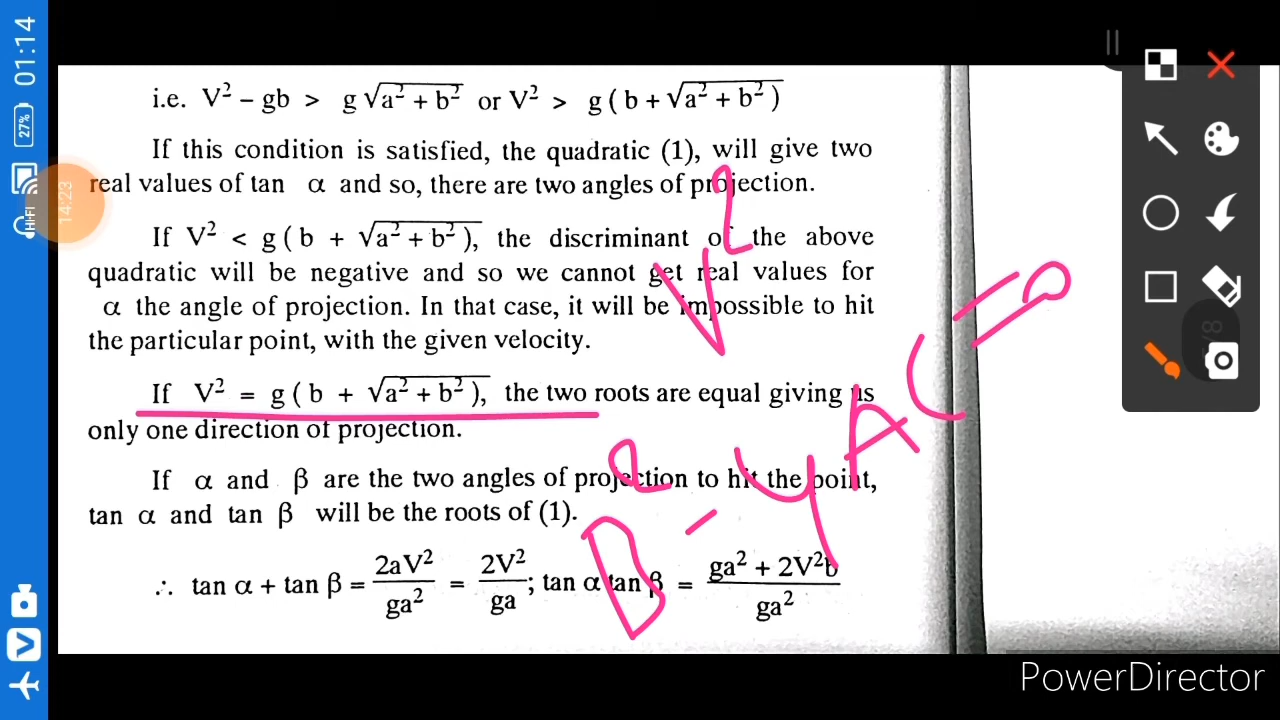 01:14
27%
HI-FI
14:23
i.e. V² – gb > g √a² + b² or V² > g ( b + √a² + b² )
If this condition is satisfied, the quadratic (1), will give two
real values of tan α and so, there are two angles of projection.
If V² < g ( b + √a² + b² ), the discriminant of the above
quadratic will be negative and so we cannot get real values for
α the angle of projection. In that case, it will be impossible to hit
the particular point, with the given velocity.
If V² = g ( b + √a² + b² ), the two roots are equal giving us
only one direction of projection.
If α and β are the two angles of projection to hit the point,
tan α and tan β will be the roots of (1).
∴ tan α + tan β = 2aV²/ga² = 2V²/ga ; tan α tan β = ga² + 2V²b/ga²
V²
B² - 4AC = 0
PowerDirector